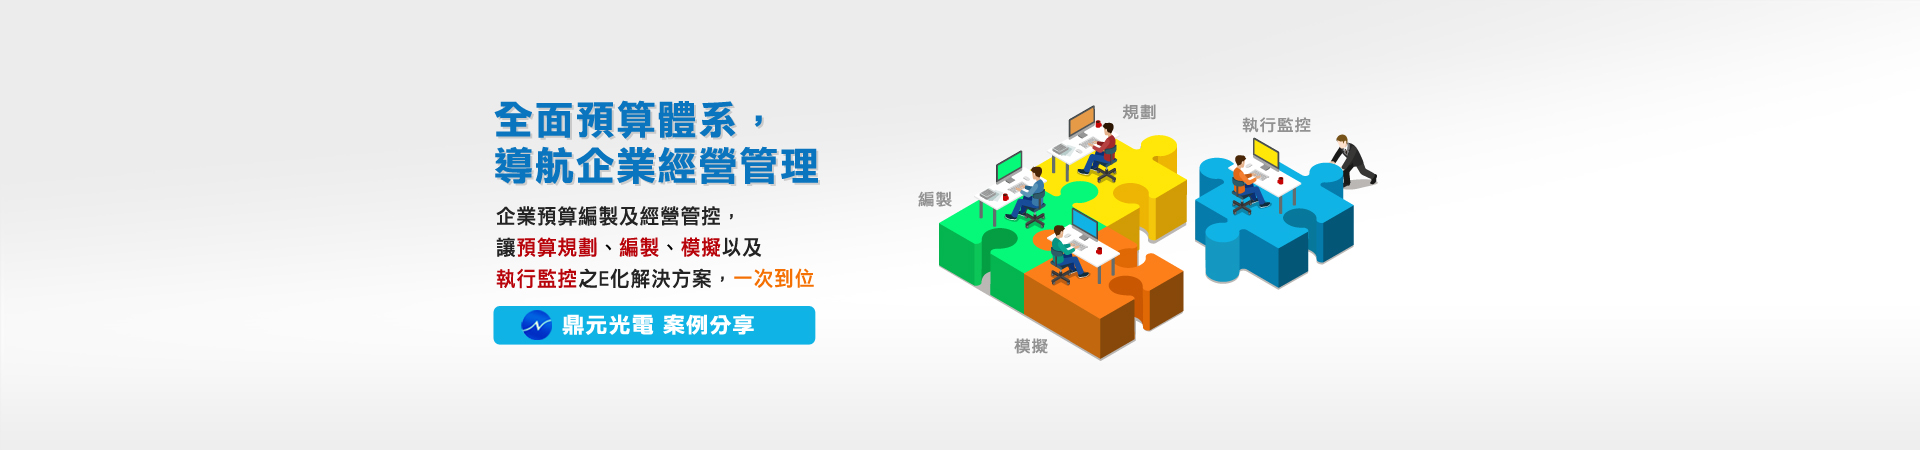 全面預算體系，
導航企業經營管理
企業預算編製及經營管控，
讓預算規劃、編製、模擬以及
執行監控之E化解決方案，一次到位
鼎元光電 案例分享
規劃
執行監控
編製
模擬